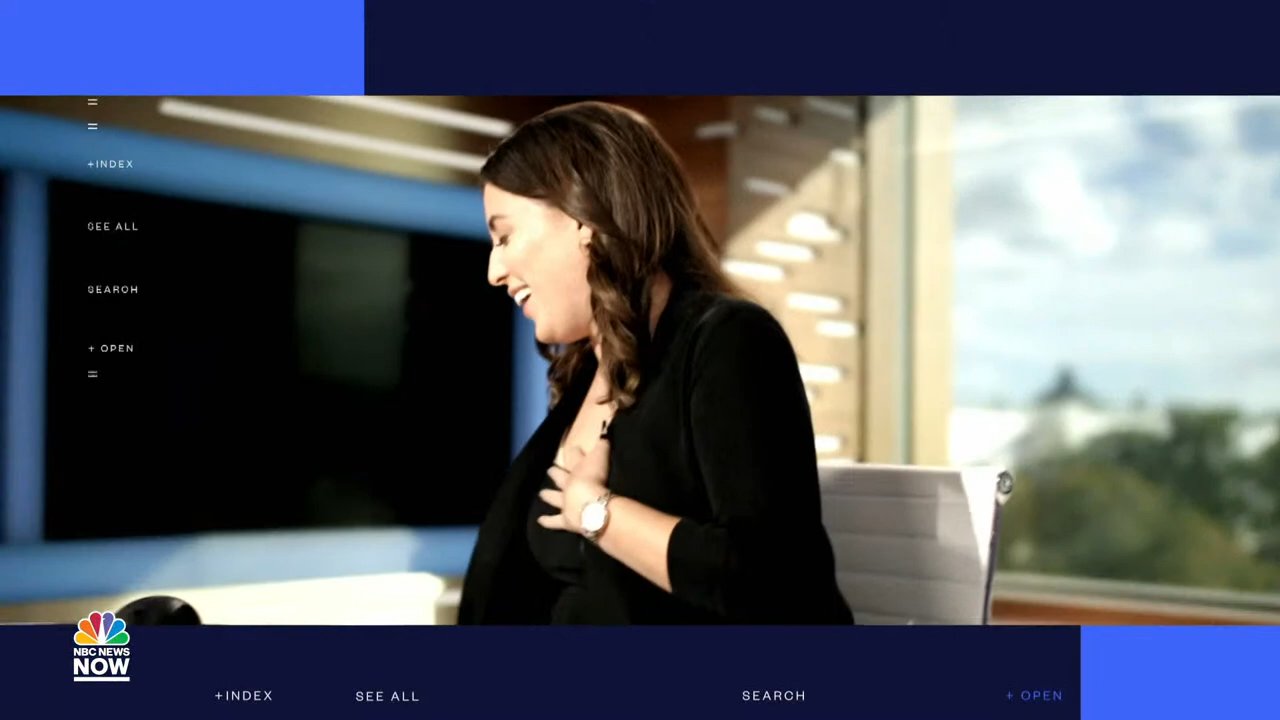 +INDEX
SEE ALL
SEARCH
+ OPEN
NBC NEWS
NOW
+INDEX
SEE ALL
SEARCH
+ OPEN